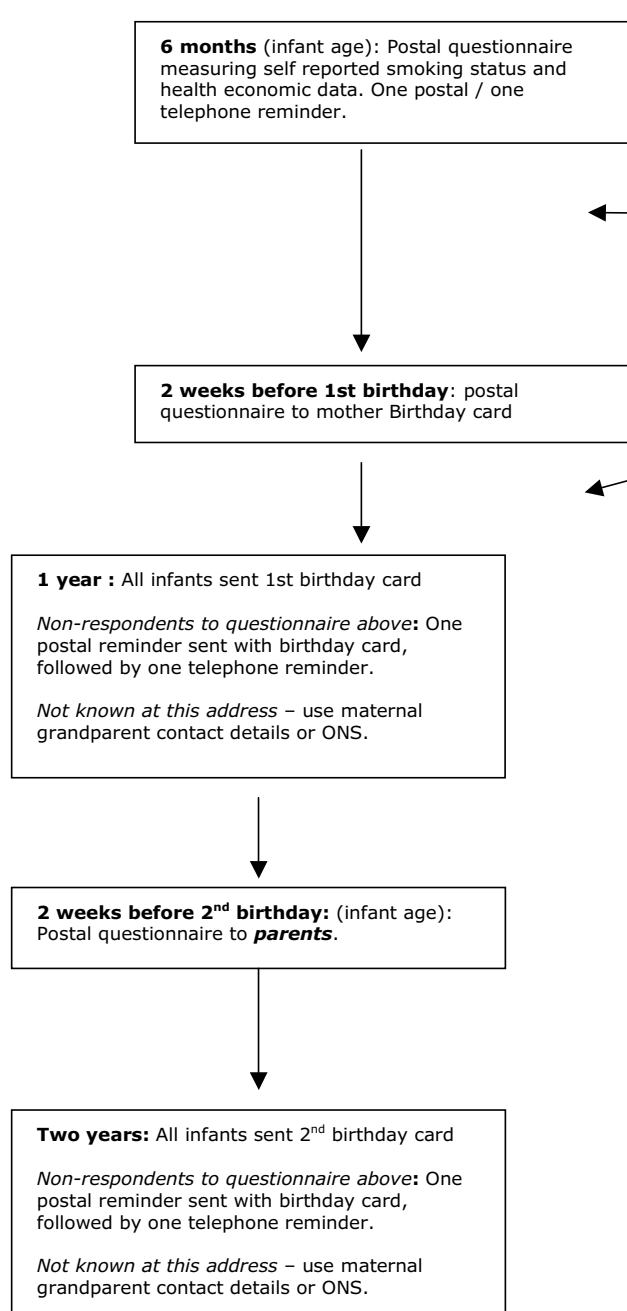 6 months (infant age): Postal questionnaire
measuring self reported smoking status and
health economic data. One postal / one
telephone reminder.
2 weeks before 1st birthday: postal
questionnaire to mother Birthday card
1 year : All infants sent 1st birthday card
Non-respondents to questionnaire above: One
postal reminder sent with birthday card,
followed by one telephone reminder.
Not known at this address – use maternal
grandparent contact details or ONS.
2 weeks before 2nd birthday: (infant age):
Postal questionnaire to parents.
Two years: All infants sent 2nd birthday card
Non-respondents to questionnaire above: One
postal reminder sent with birthday card,
followed by one telephone reminder.
Not known at this address – use maternal
grandparent contact details or ONS.